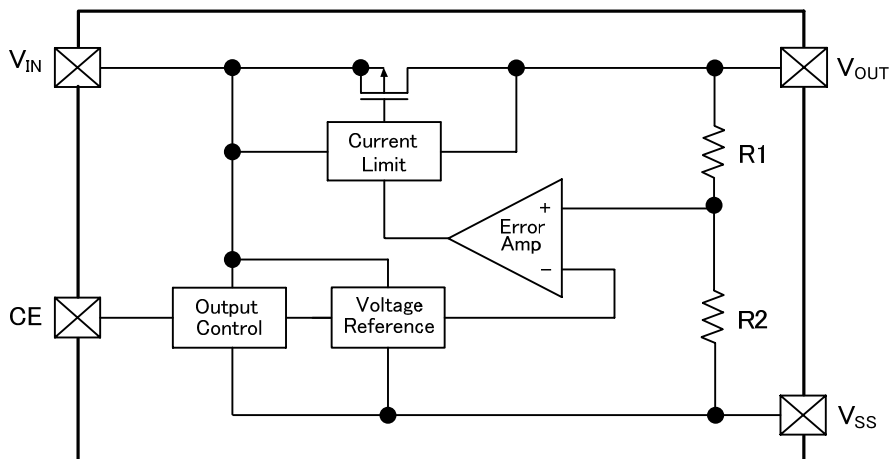 VIN
VOUT
Current
Limit
R1
+
Error
Amp
−
CE
Output
Control
Voltage
Reference
R2
VSS